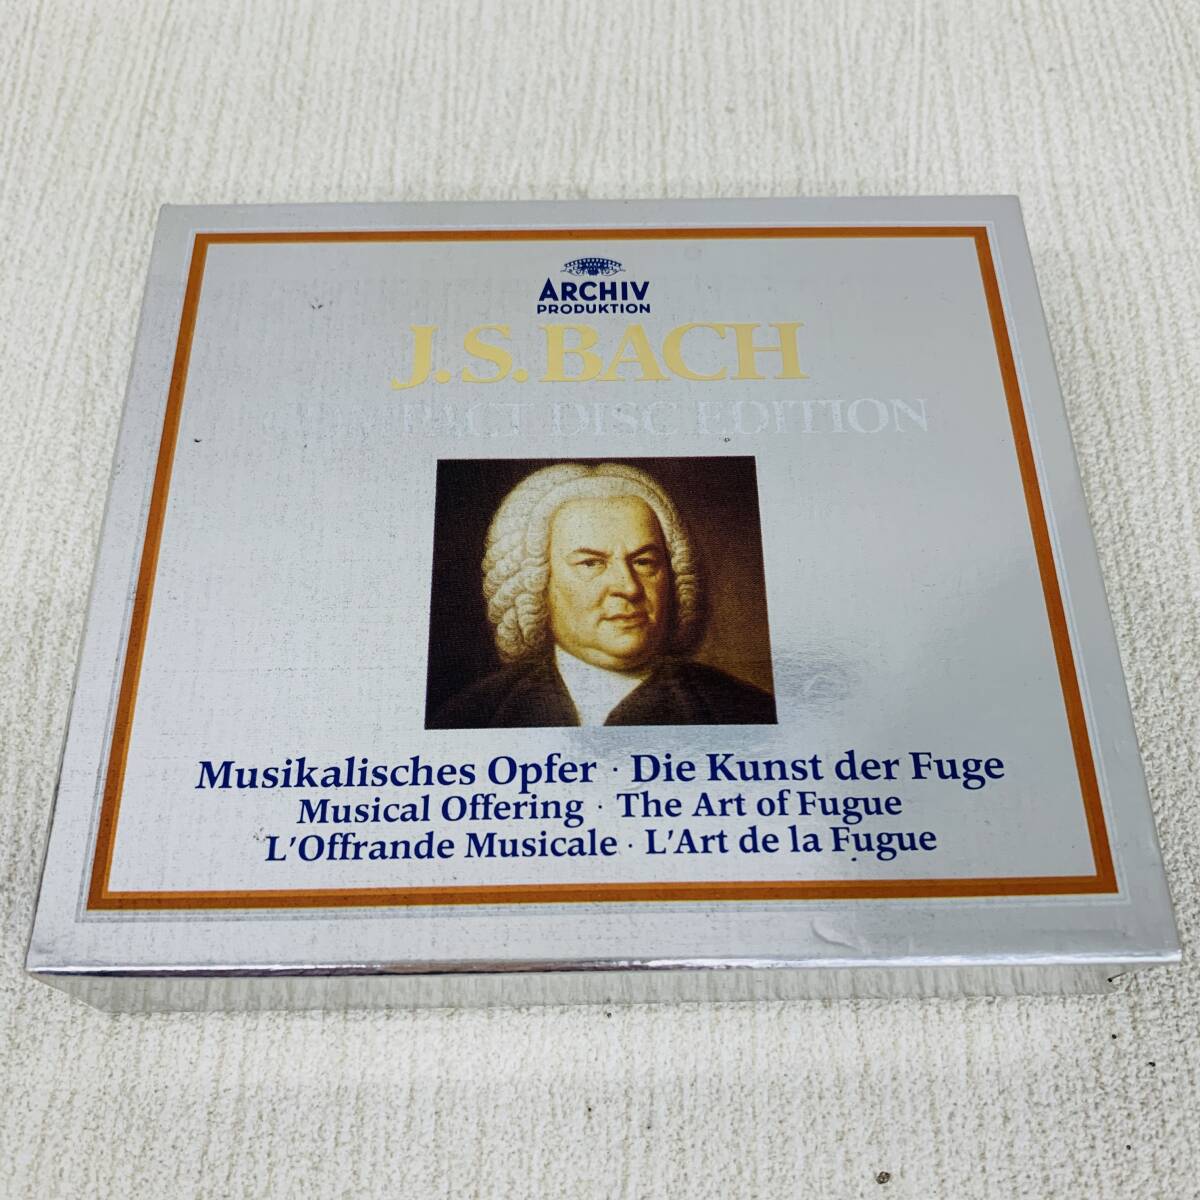 ARCHIV
PRODUKTION
J.S.BACH
COMPACT DISC EDITION
Musikalisches Opfer · Die Kunst der Fuge
Musical Offering · The Art of Fugue
L'Offrande Musicale · L'Art de la Fugue